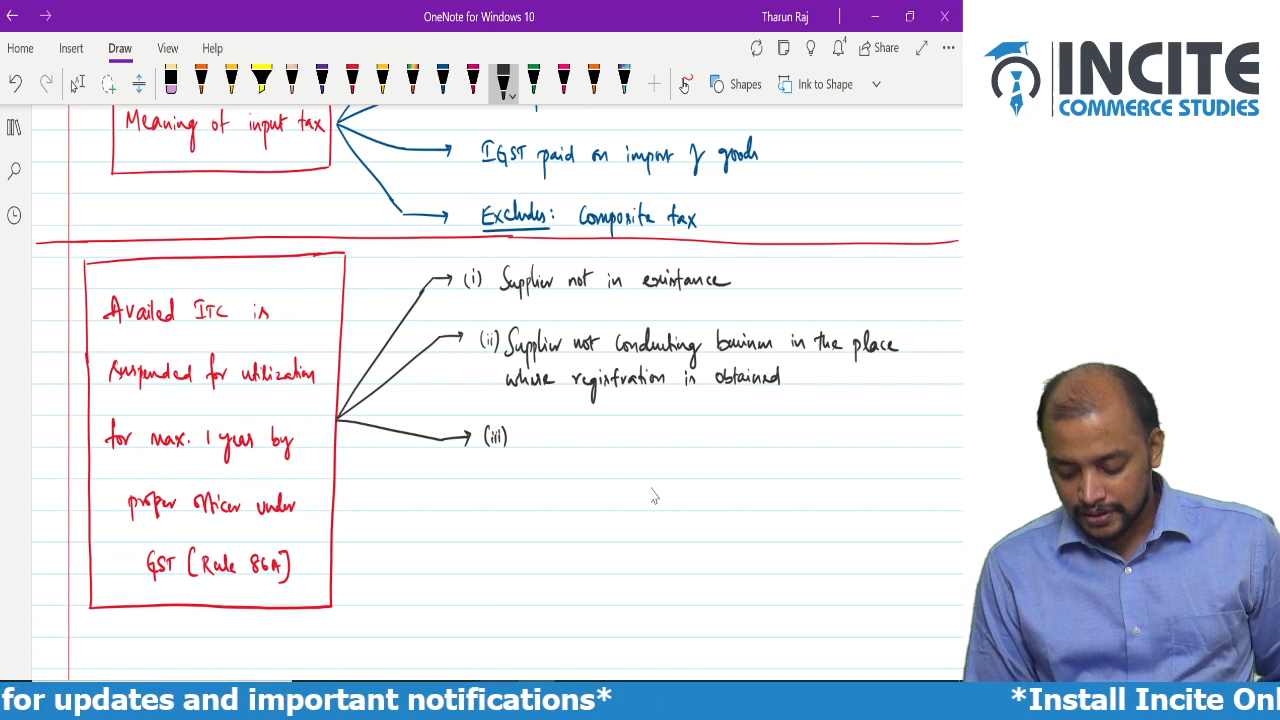 OneNote for Windows 10
Tharun Raj
Home Insert Draw View Help
4
Share
Shapes
Ink to Shape
INCITE
COMMERCE STUDIES
Meaning of input tax
IGST paid on import of goods
Excludes: Composite tax
Availed ITC is
suspended for utilization
for max. 1 year by
proper officer under
GST [Rule 86A]
(i) Supplier not in existance
(ii) Supplier not conducting business in the place
where registration is obtained
(iii)
for updates and important notifications*
*Install Incite Onl